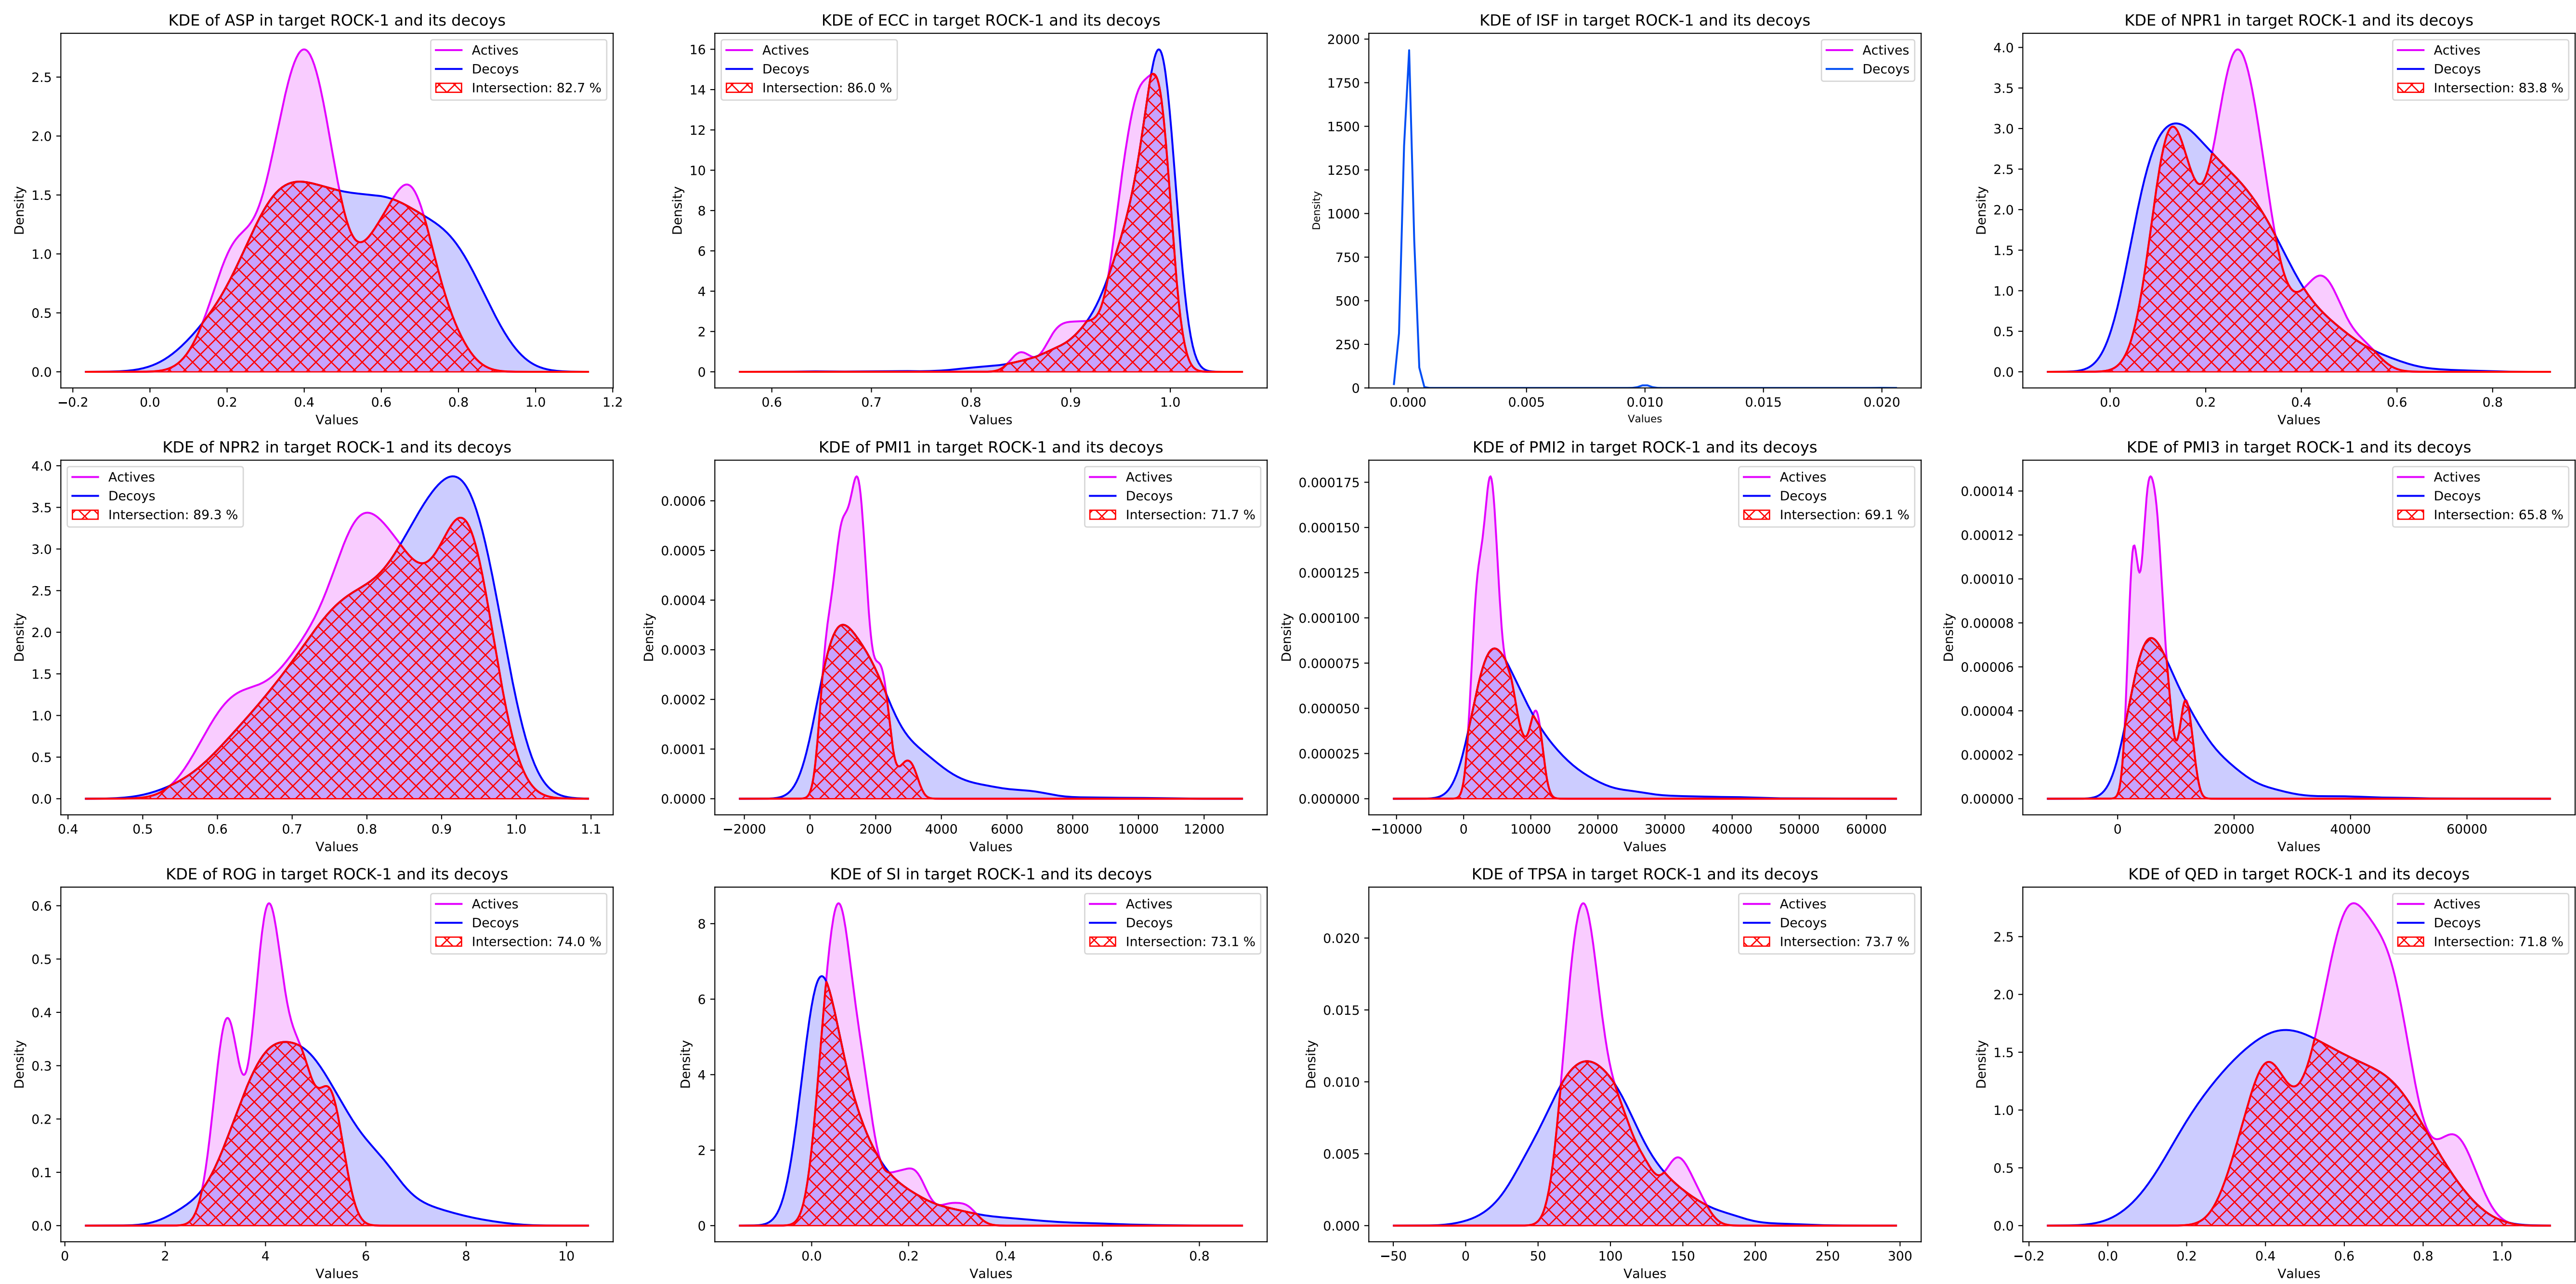 KDE of ASP in target ROCK-1 and its decoys
Actives
Decoys
Intersection: 82.7 %
Density
2.5
2.0
1.5
1.0
0.5
0.0
−0.2 0.0 0.2 0.4 0.6 0.8 1.0 1.2
Values
KDE of ECC in target ROCK-1 and its decoys
Actives
Decoys
Intersection: 86.0 %
Density
16
14
12
10
8
6
4
2
0
0.6 0.7 0.8 0.9 1.0
Values
KDE of ISF in target ROCK-1 and its decoys
Actives
Decoys
Density
2000
1750
1500
1250
1000
750
500
250
0
0.000 0.005 0.010 0.015 0.020
Values
KDE of NPR1 in target ROCK-1 and its decoys
Actives
Decoys
Intersection: 83.8 %
Density
4.0
3.5
3.0
2.5
2.0
1.5
1.0
0.5
0.0
0.0 0.2 0.4 0.6 0.8
Values
KDE of NPR2 in target ROCK-1 and its decoys
Actives
Decoys
Intersection: 89.3 %
Density
4.0
3.5
3.0
2.5
2.0
1.5
1.0
0.5
0.0
0.4 0.5 0.6 0.7 0.8 0.9 1.0 1.1
Values
KDE of PMI1 in target ROCK-1 and its decoys
Actives
Decoys
Intersection: 71.7 %
Density
0.0006
0.0005
0.0004
0.0003
0.0002
0.0001
0.0000
−2000 0 2000 4000 6000 8000 10000 12000
Values
KDE of PMI2 in target ROCK-1 and its decoys
Actives
Decoys
Intersection: 69.1 %
Density
0.000175
0.000150
0.000125
0.000100
0.000075
0.000050
0.000025
0.000000
−10000 0 10000 20000 30000 40000 50000 60000
Values
KDE of PMI3 in target ROCK-1 and its decoys
Actives
Decoys
Intersection: 65.8 %
Density
0.00014
0.00012
0.00010
0.00008
0.00006
0.00004
0.00002
0.00000
0 20000 40000 60000
Values
KDE of ROG in target ROCK-1 and its decoys
Actives
Decoys
Intersection: 74.0 %
Density
0.6
0.5
0.4
0.3
0.2
0.1
0.0
0 2 4 6 8 10
Values
KDE of SI in target ROCK-1 and its decoys
Actives
Decoys
Intersection: 73.1 %
Density
8
6
4
2
0
0.0 0.2 0.4 0.6 0.8
Values
KDE of TPSA in target ROCK-1 and its decoys
Actives
Decoys
Intersection: 73.7 %
Density
0.020
0.015
0.010
0.005
0.000
−50 0 50 100 150 200 250 300
Values
KDE of QED in target ROCK-1 and its decoys
Actives
Decoys
Intersection: 71.8 %
Density
2.5
2.0
1.5
1.0
0.5
0.0
−0.2 0.0 0.2 0.4 0.6 0.8 1.0
Values